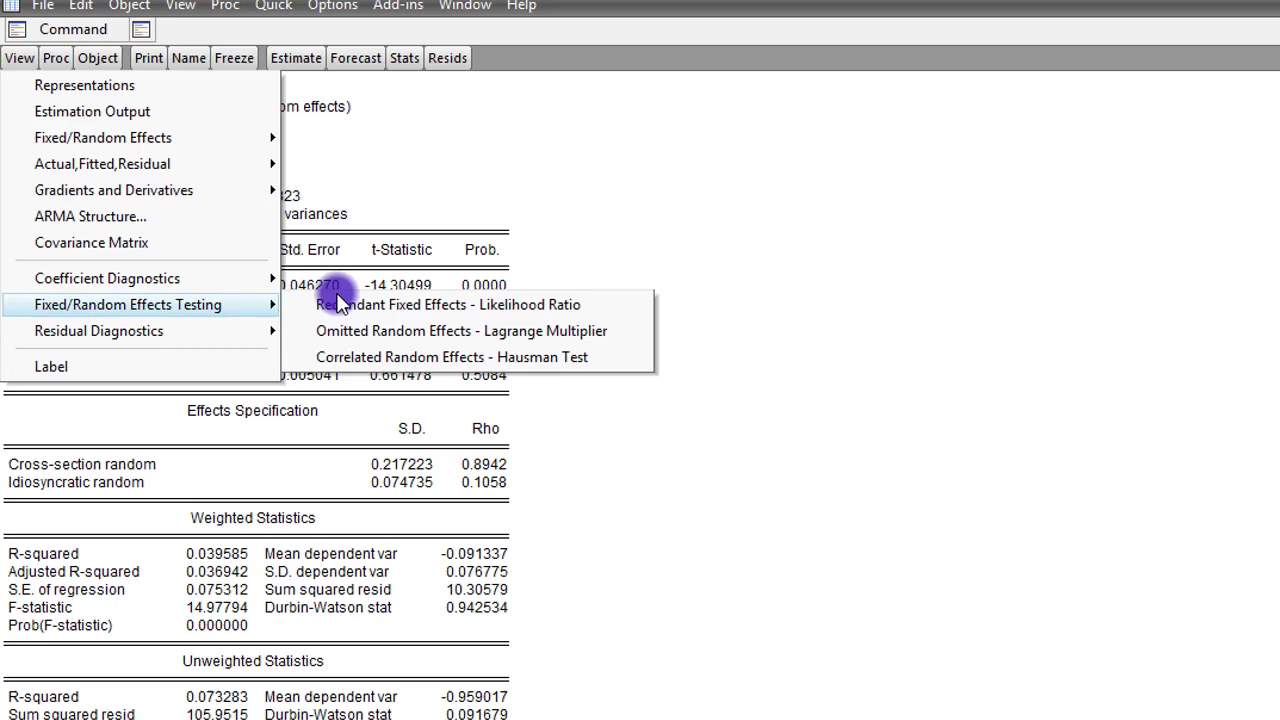 File Edit Object View Proc Quick Options Add-ins Window Help
Command
View Proc Object Print Name Freeze Estimate Forecast Stats Resids
Representations
om effects)
Estimation Output
Fixed/Random Effects
Actual,Fitted,Residual
Gradients and Derivatives
323
ARMA Structure...
variances
Covariance Matrix
Std. Error t-Statistic Prob.
Coefficient Diagnostics
0.046270 -14.30499 0.0000
Fixed/Random Effects Testing
Redundant Fixed Effects - Likelihood Ratio
Residual Diagnostics
Omitted Random Effects - Lagrange Multiplier
Correlated Random Effects - Hausman Test
Label
0.005041 0.661478 0.5084
Effects Specification
S.D. Rho
Cross-section random 0.217223 0.8942
Idiosyncratic random 0.074735 0.1058
Weighted Statistics
R-squared 0.039585 Mean dependent var -0.091337
Adjusted R-squared 0.036942 S.D. dependent var 0.076775
S.E. of regression 0.075312 Sum squared resid 10.30579
F-statistic 14.97794 Durbin-Watson stat 0.942534
Prob(F-statistic) 0.000000
Unweighted Statistics
R-squared 0.073283 Mean dependent var -0.959017
Sum squared resid 105.9515 Durbin-Watson stat 0.091679